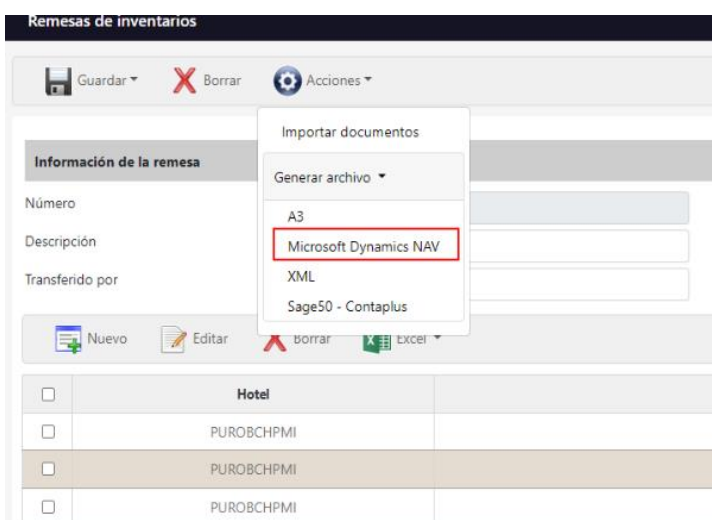 Remesas de inventarios
Guardar Borrar Acciones
Importar documentos
Información de la remesa
Generar archivo
Número
A3
Descripción
Microsoft Dynamics NAV
Transferido por
XML
Sage50 - Contaplus
Nuevo Editar Borrar Excel
Hotel
PUROBCHPMI
PUROBCHPMI
PUROBCHPMI